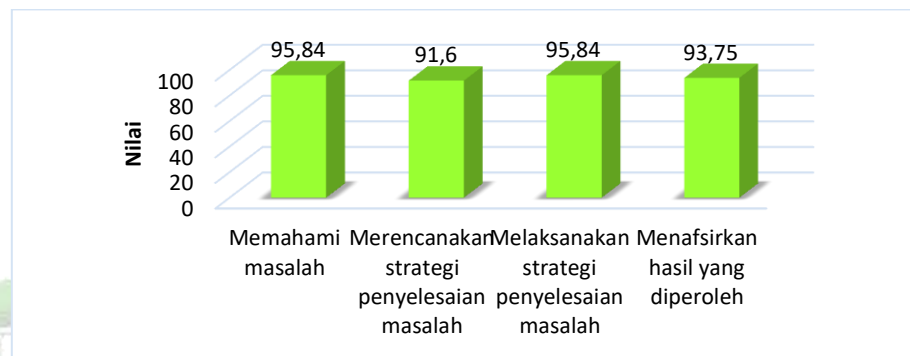 95,84
91,6
95,84
93,75
100
80
60
40
20
0
Nilai
Memahami
masalah
Merencanakan
strategi
penyelesaian
masalah
Melaksanakan
strategi
penyelesaian
masalah
Menafsirkan
hasil yang
diperoleh